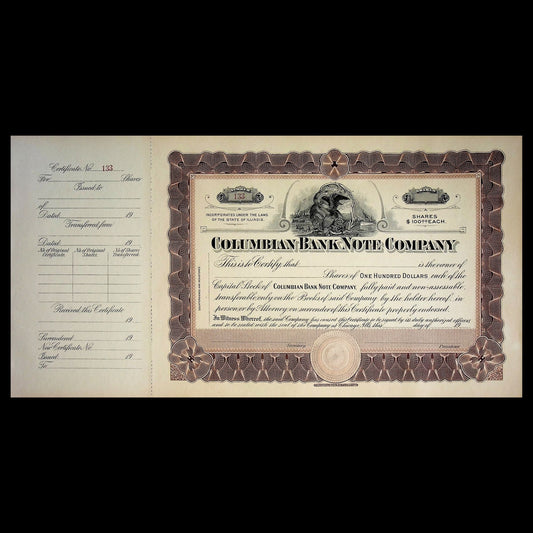 Certificate No. 133
For Shares
Issued to
of
Dated 19
Transferred from
Dated 19
No. of Original Certificate. No. of Original Shares. No. of Shares Transferred.
Received this Certificate
19
Surrendered 19
New Certificate No.
Issued 19
To
133
INCORPORATED UNDER THE LAWS
OF THE STATE OF ILLINOIS.
SHARES
$100.00 EACH.
COLUMBIAN BANK NOTE COMPANY
This is to Certify, that is the owner of
Shares of ONE HUNDRED DOLLARS each of the
Capital Stock of COLUMBIAN BANK NOTE COMPANY, fully paid and non-assessable,
transferable only on the Books of said Company by the holder hereof, in
person or by Attorney on surrender of this Certificate properly endorsed.
In Witness Whereof, the said Company has caused this Certificate to be signed by its duly authorized officers
and to be sealed with the seal of the Company at Chicago, Ills. this day of 19
Secretary President